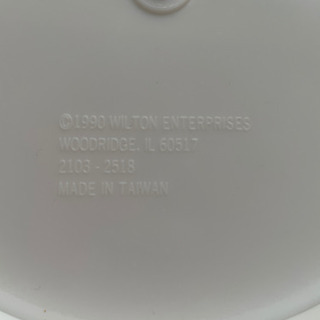 ©1990 WILTON ENTERPRISES
WOODRIDGE, IL 60517
2103-2518
MADE IN TAIWAN